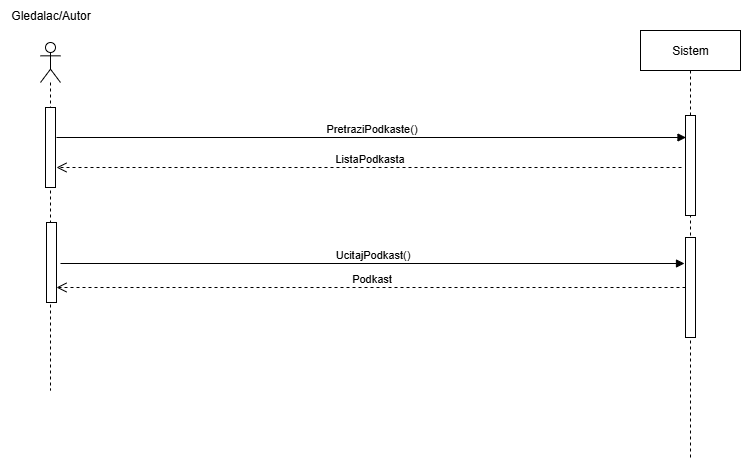 Gledalac/Autor
Sistem
PretraziPodkaste()
ListaPodkasta
UcitajPodkast()
Podkast